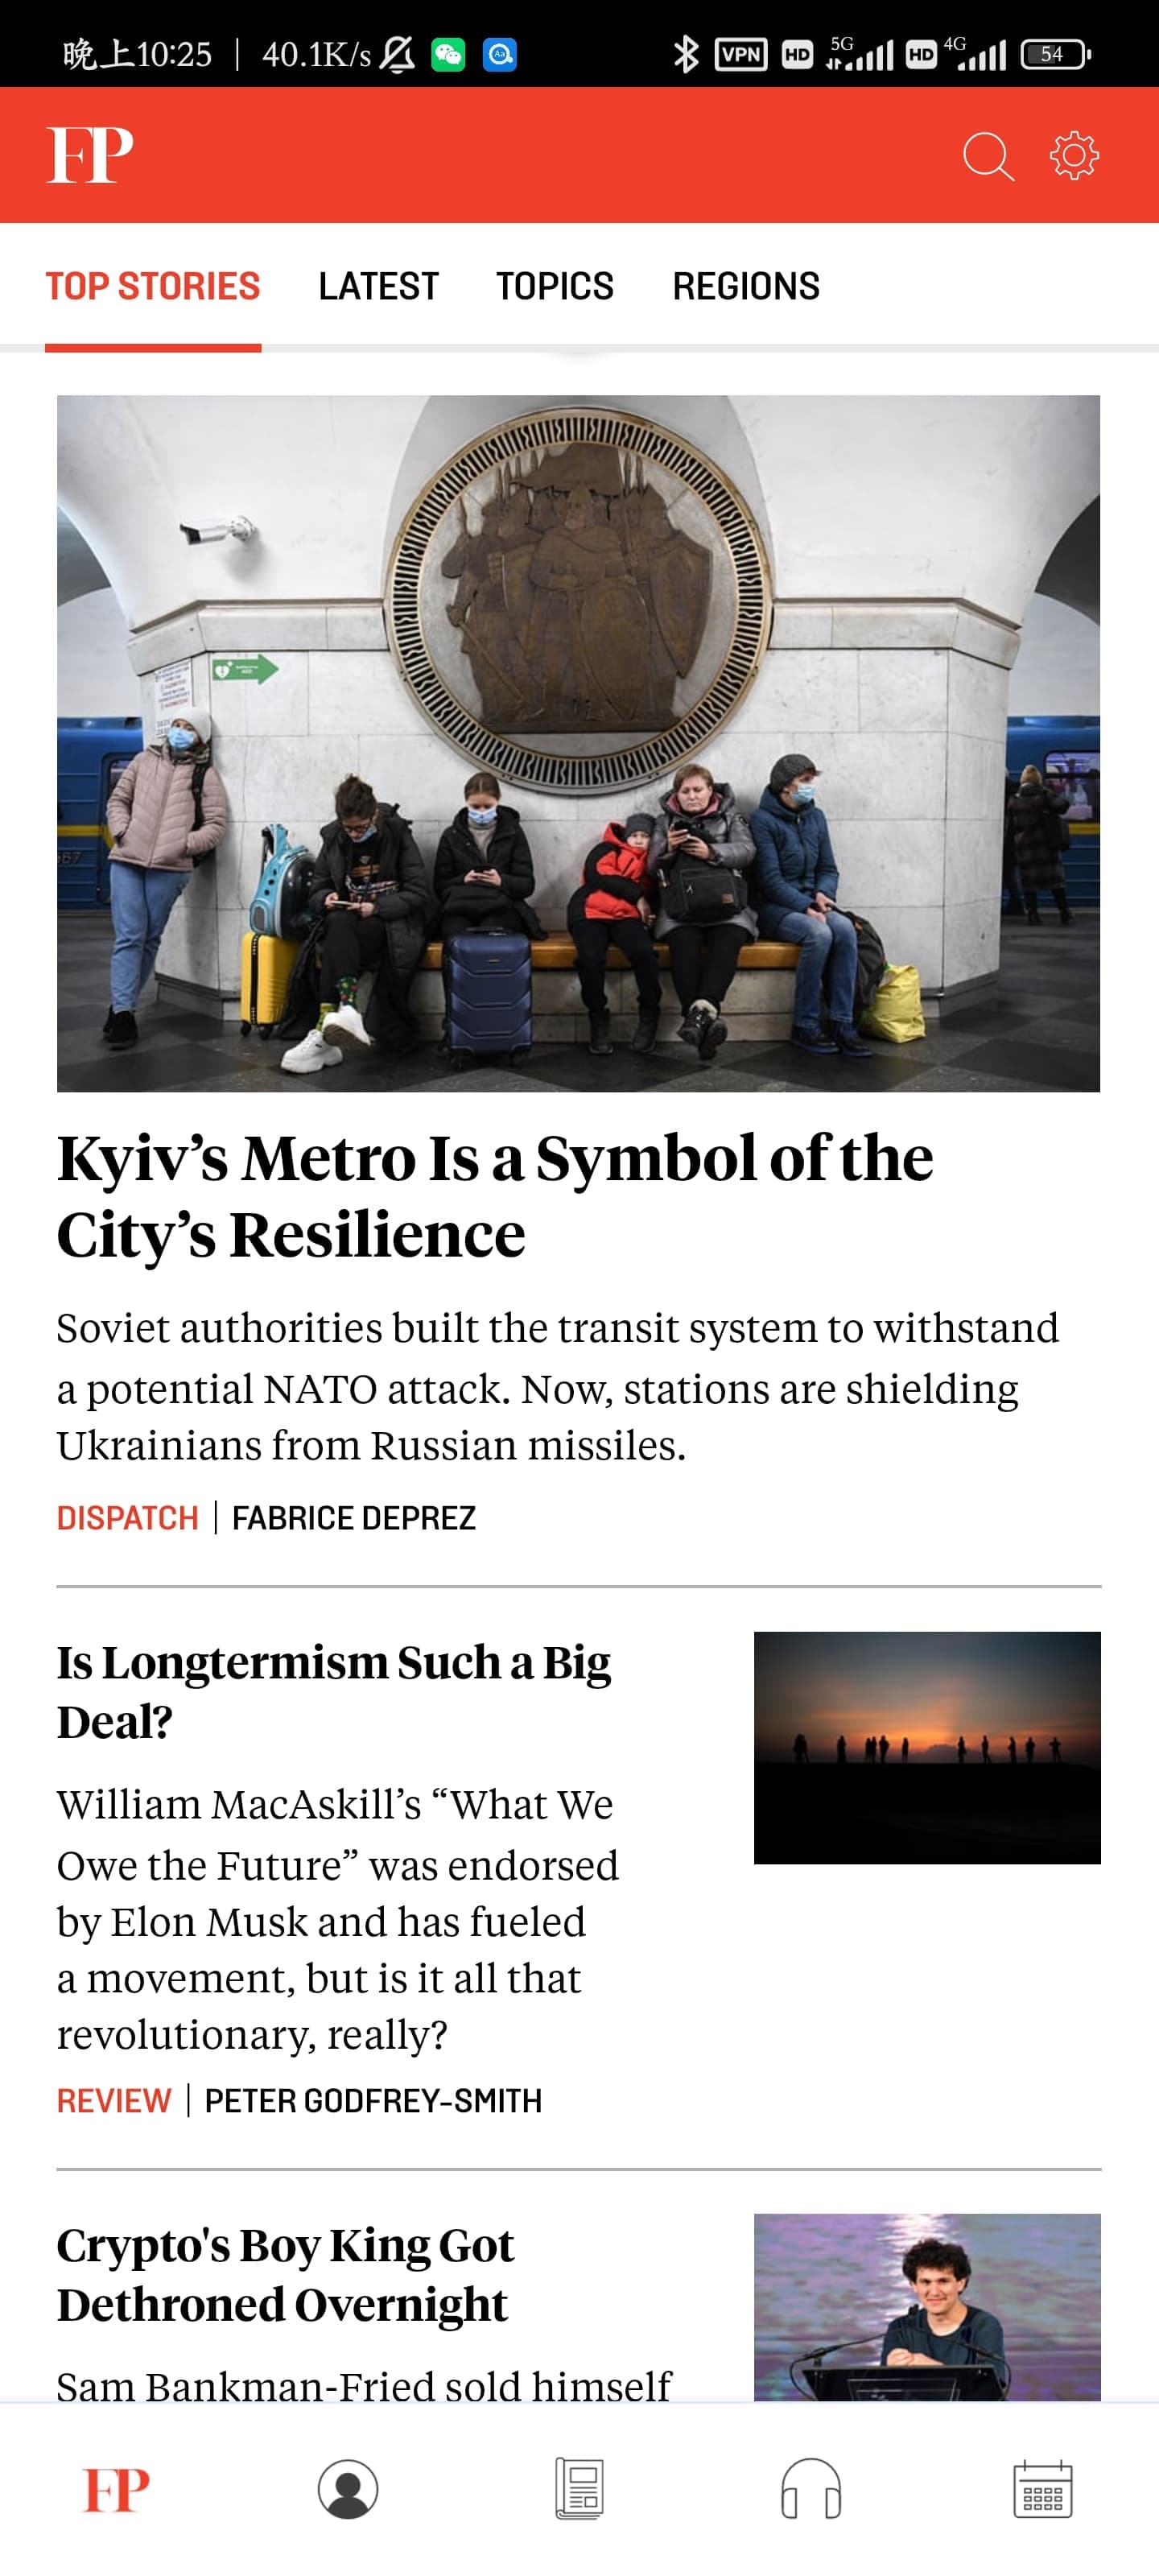 晚上10:25 | 40.1K/s
VPN HD 5G HD 4G 54
FP
TOP STORIES LATEST TOPICS REGIONS
Kyiv’s Metro Is a Symbol of the
City’s Resilience
Soviet authorities built the transit system to withstand
a potential NATO attack. Now, stations are shielding
Ukrainians from Russian missiles.
DISPATCH | FABRICE DEPREZ
Is Longtermism Such a Big
Deal?
William MacAskill’s “What We
Owe the Future” was endorsed
by Elon Musk and has fueled
a movement, but is it all that
revolutionary, really?
REVIEW | PETER GODFREY-SMITH
Crypto's Boy King Got
Dethroned Overnight
Sam Bankman-Fried sold himself
FP